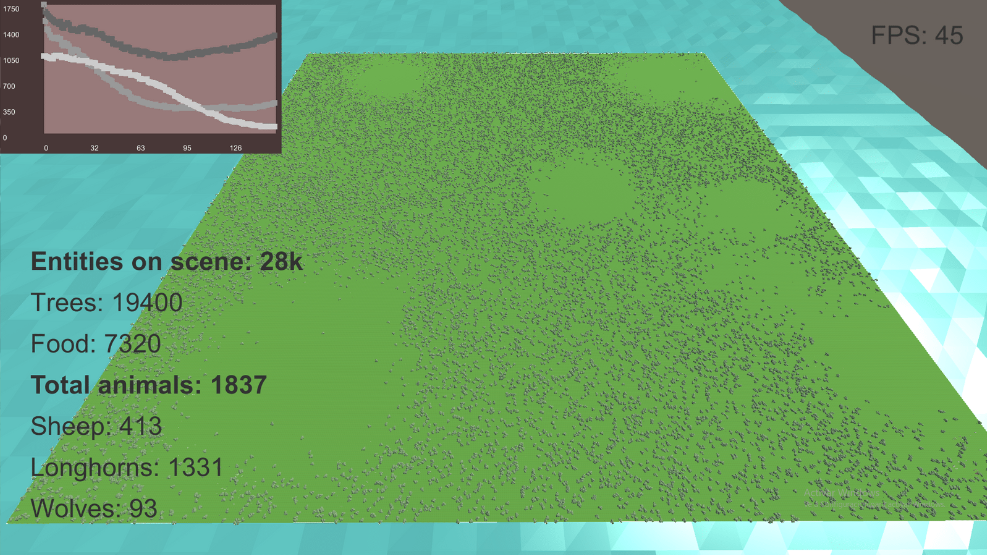 1750
1400
1050
700
350
0
0 32 63 95 126
FPS: 45
Entities on scene: 28k
Trees: 19400
Food: 7320
Total animals: 1837
Sheep: 413
Longhorns: 1331
Wolves: 93